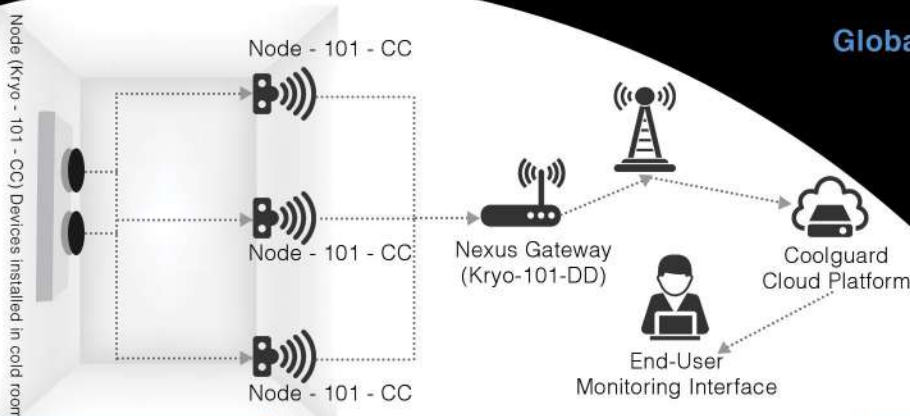 Node (Kryo - 101 - CC) Devices installed in cold room
Node - 101 - CC
Node - 101 - CC
Node - 101 - CC
Nexus Gateway
(Kryo-101-DD)
Coolguard
Cloud Platform
End-User
Monitoring Interface